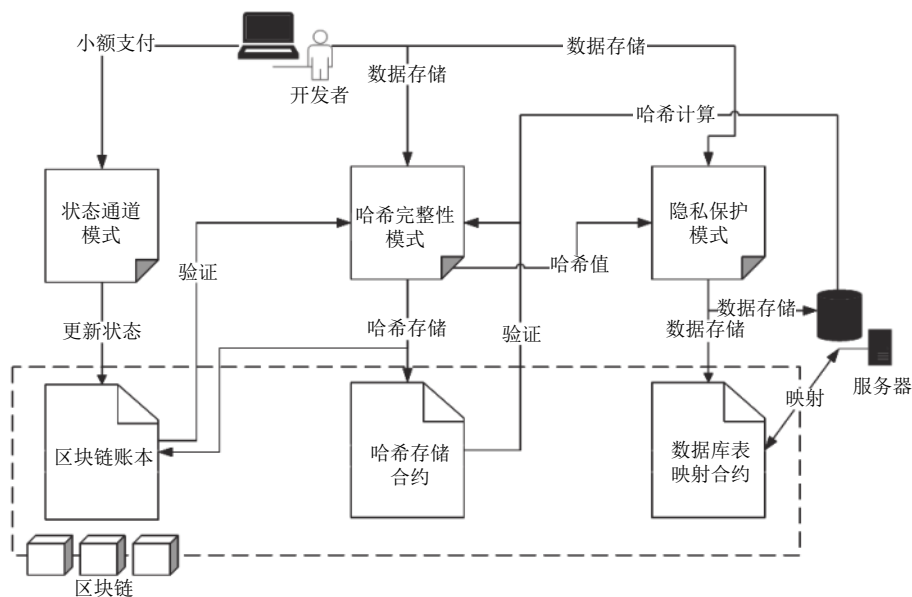 小额支付
数据存储
数据存储
开发者
哈希计算
状态通道
模式
哈希完整性
模式
隐私保护
模式
验证
哈希值
更新状态
哈希存储
验证
数据存储
数据存储
服务器
映射
区块链账本
哈希存储
合约
数据库表
映射合约
区块链